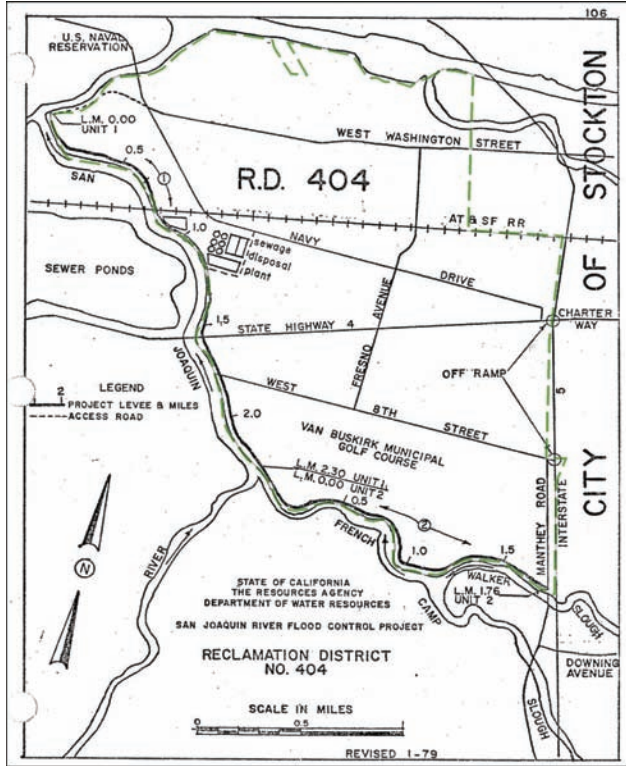 106
U.S. NAVAL
RESERVATION
L.M. 0.00
UNIT 1
0.5
1
SAN
WEST WASHINGTON STREET
STOCKTON
R.D. 404
1.0
AT & SF RR
NAVY
DRIVE
sewage
disposal
plant
SEWER PONDS
FRESNO AVENUE
OF
CHARTER
WAY
1.5
STATE HIGHWAY 4
JOAQUIN
OFF RAMP
LEGEND
2
PROJECT LEVEE & MILES
ACCESS ROAD
2.0
WEST
8TH
STREET
5
VAN BUSKIRK MUNICIPAL
GOLF COURSE
L.M. 2.30 UNIT 1
L.M. 0.00 UNIT 2
0.5
2
CITY
MANTHEY ROAD
INTERSTATE
N
RIVER
FRENCH
CAMP
1.0
1.5
WALKER
L.M. 1.76
UNIT 2
SLOUGH
STATE OF CALIFORNIA
THE RESOURCES AGENCY
DEPARTMENT OF WATER RESOURCES
SAN JOAQUIN RIVER FLOOD CONTROL PROJECT
RECLAMATION DISTRICT
NO. 404
DOWNING
AVENUE
SLOUGH
SCALE IN MILES
0
0.5
1
REVISED 1-79